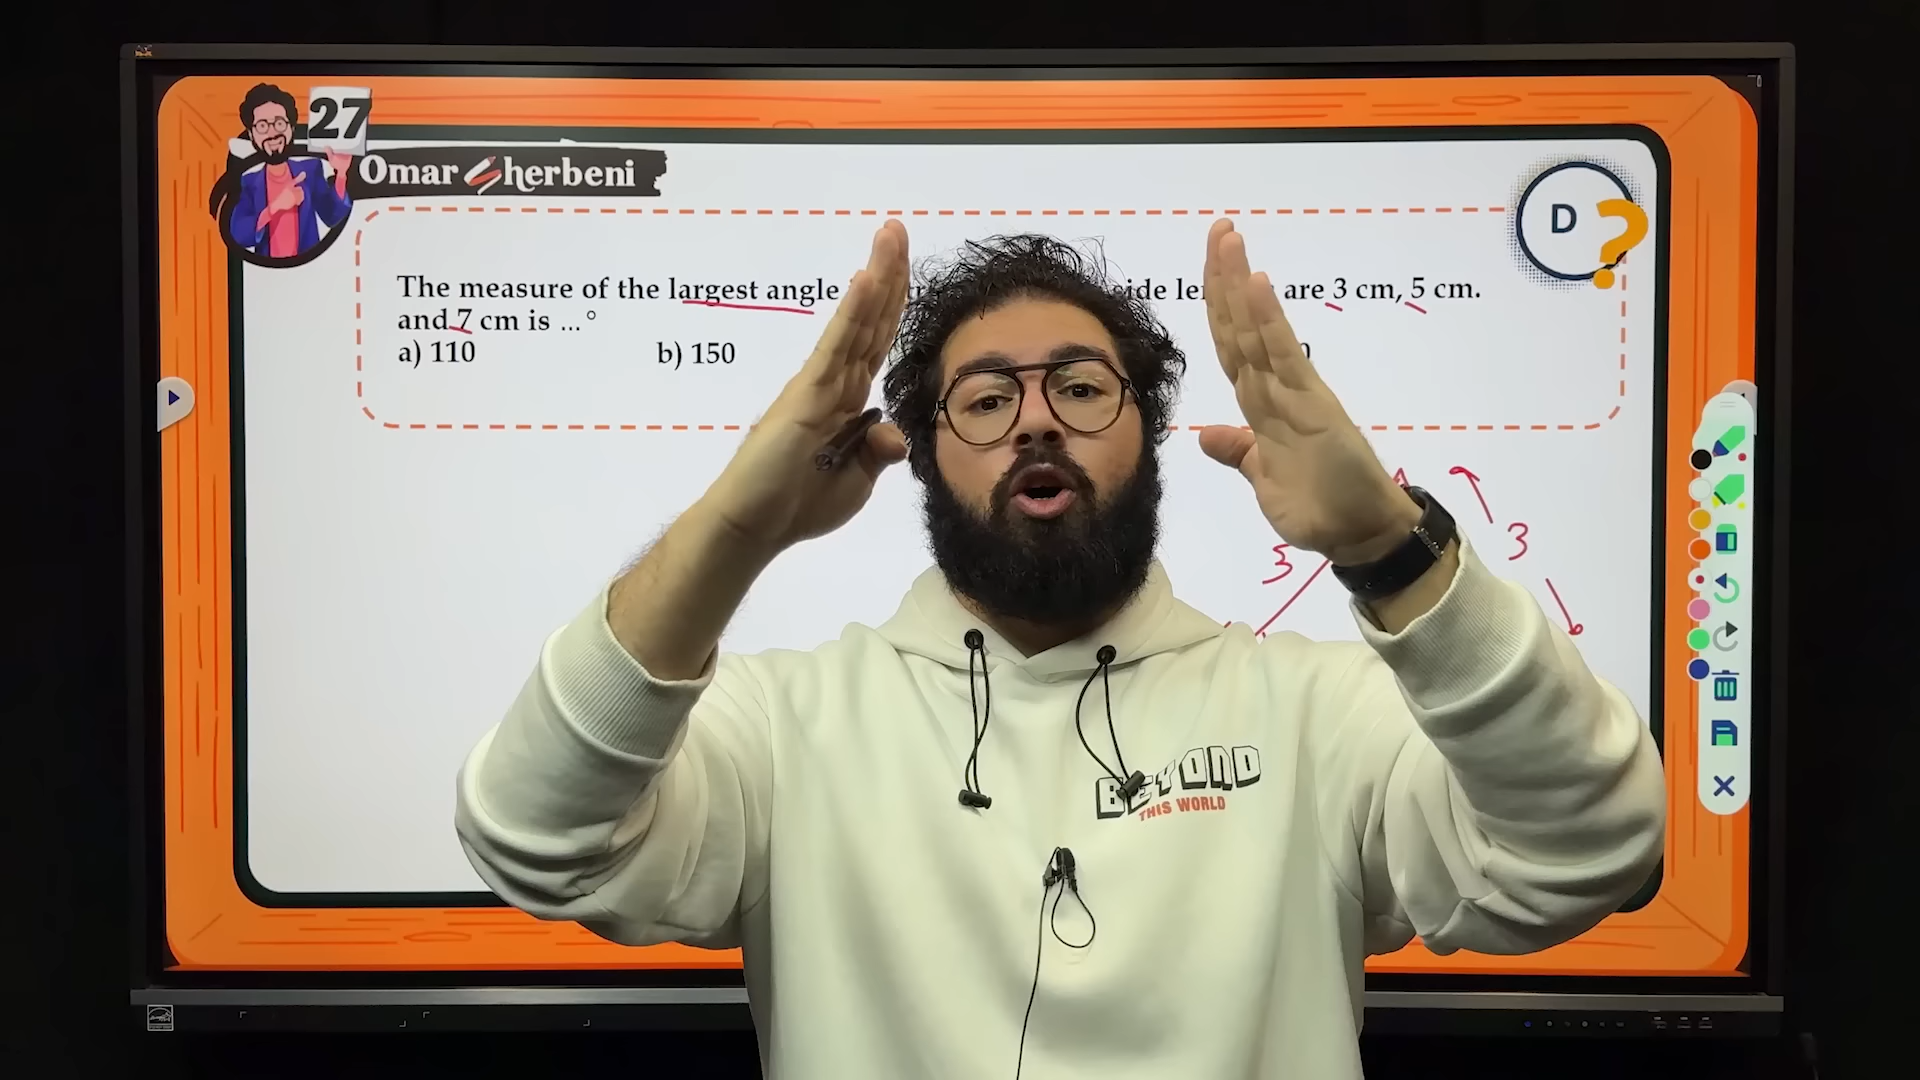 27
Omar Sherbeni
D ?
The measure of the largest angle ide le are 3 cm, 5 cm.
and 7 cm is ... °
a) 110 b) 150
5
3
BEYOND
THIS WORLD